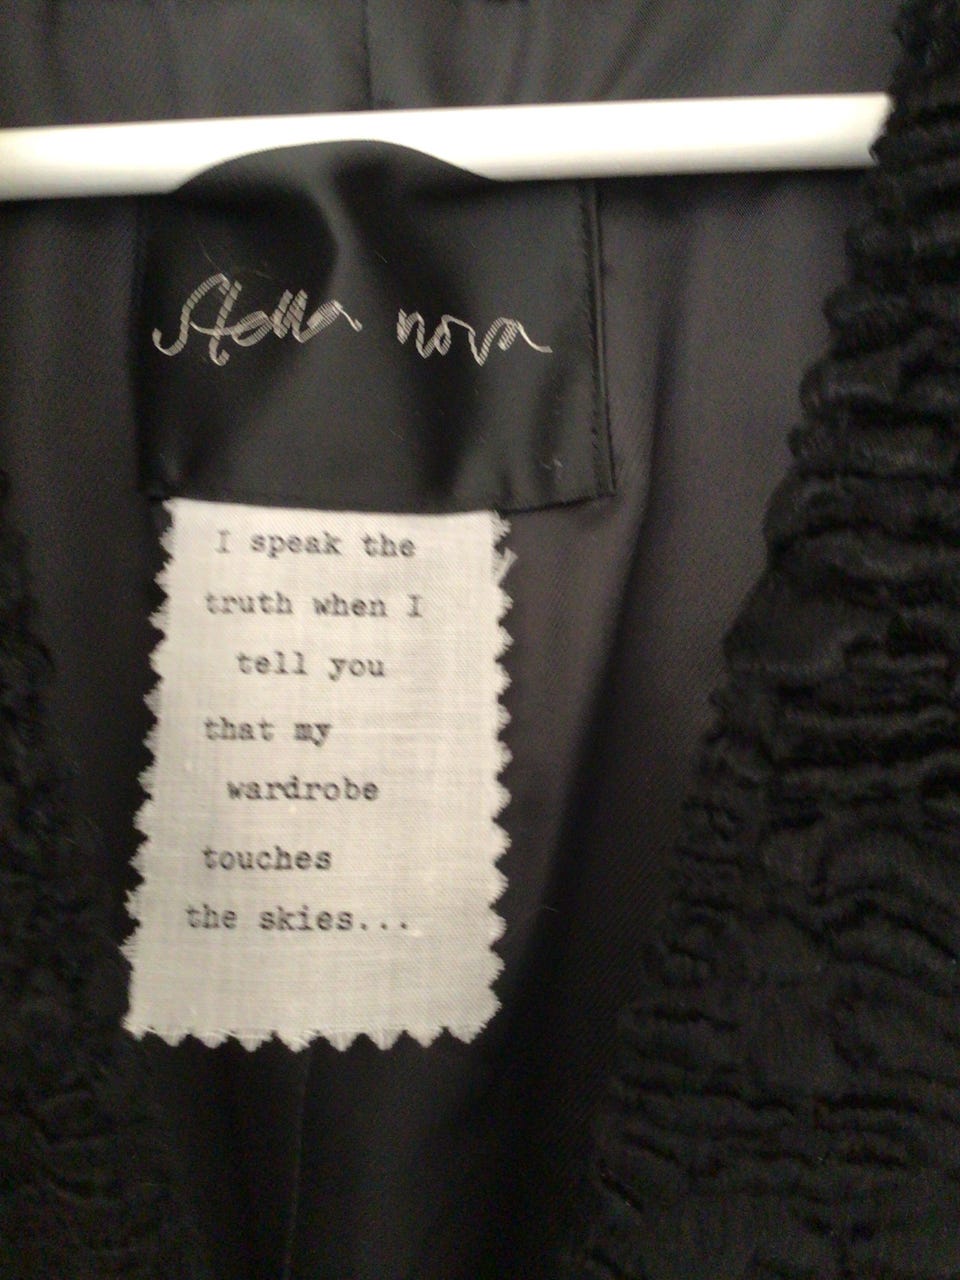 Stella nova
I speak the
truth when I
tell you
that my
wardrobe
touches
the skies...